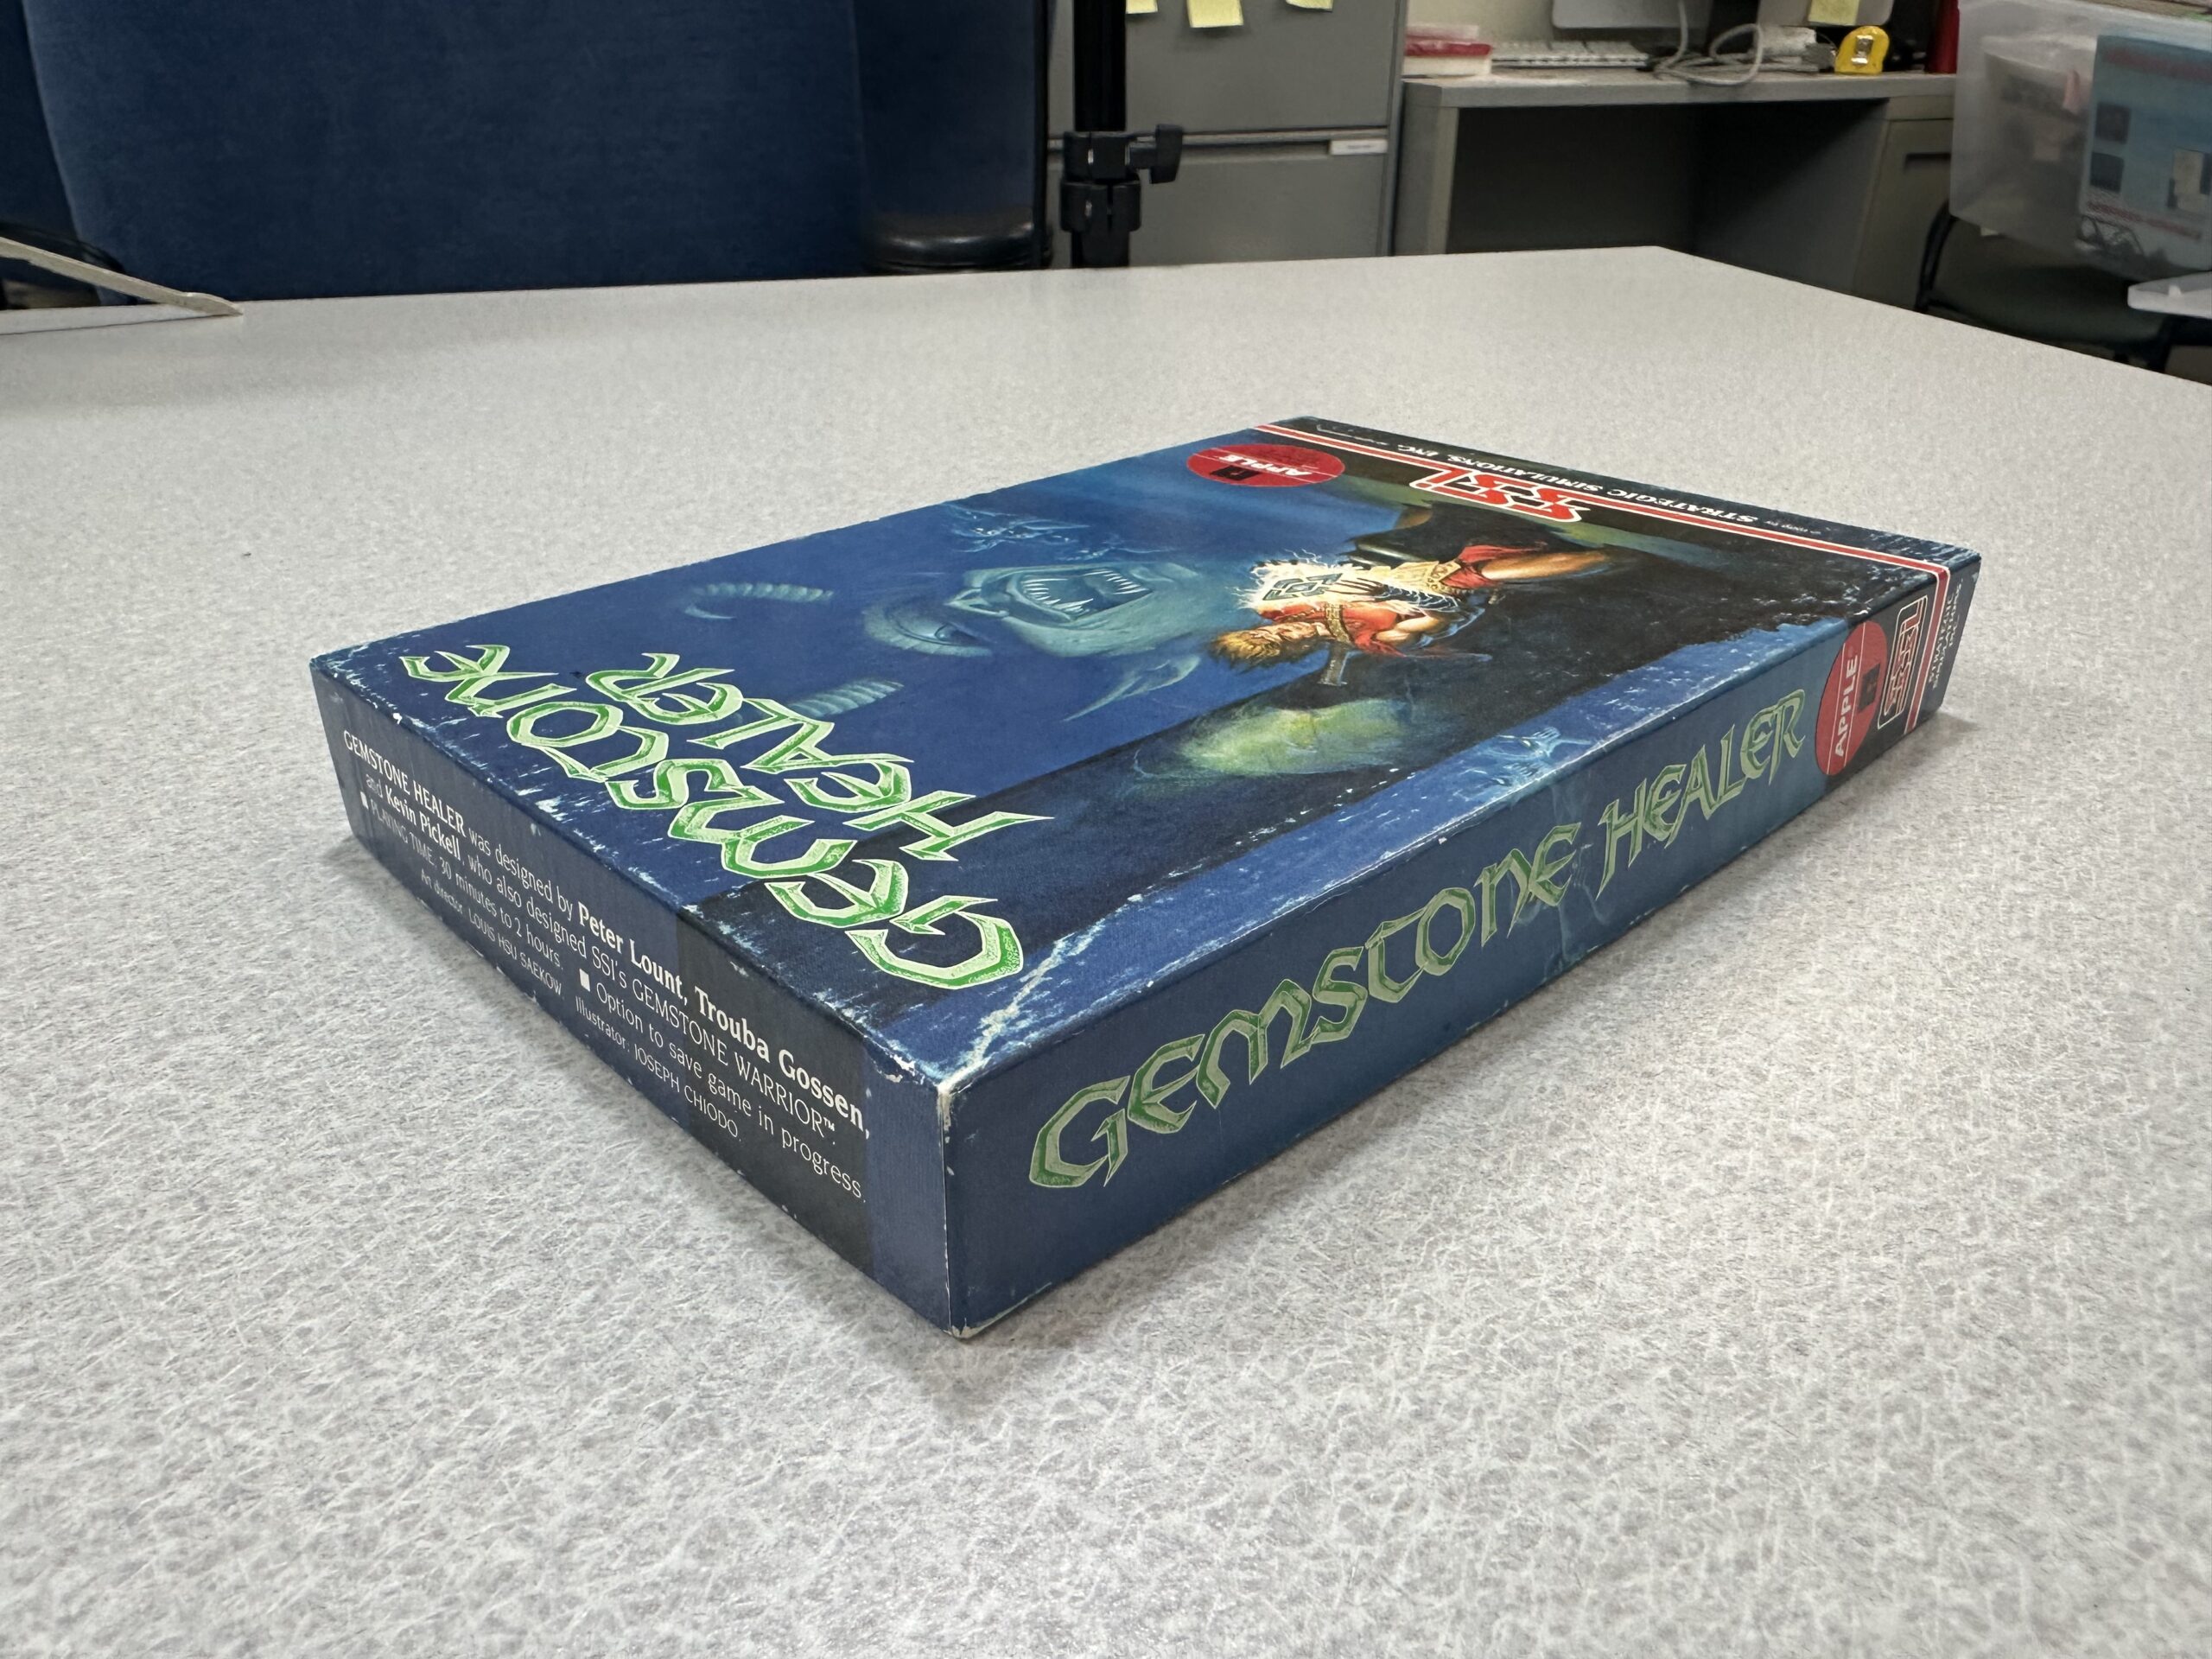 GEMSTONE
HEALER
APPLE
SSI
STRATEGIC SIMULATIONS, INC.
GEMSTONE HEALER
APPLE
SSI
GEMSTONE HEALER was designed by Peter Lount, Trouba Gossen,
and Kevin Pickell, who also designed SSI's GEMSTONE WARRIOR™.
■ PLAYING TIME: 30 minutes to 2 hours. ■ Option to save game in progress.
Art director: LOUIS HSU SAEKOW Illustrator: JOSEPH CHIODO.